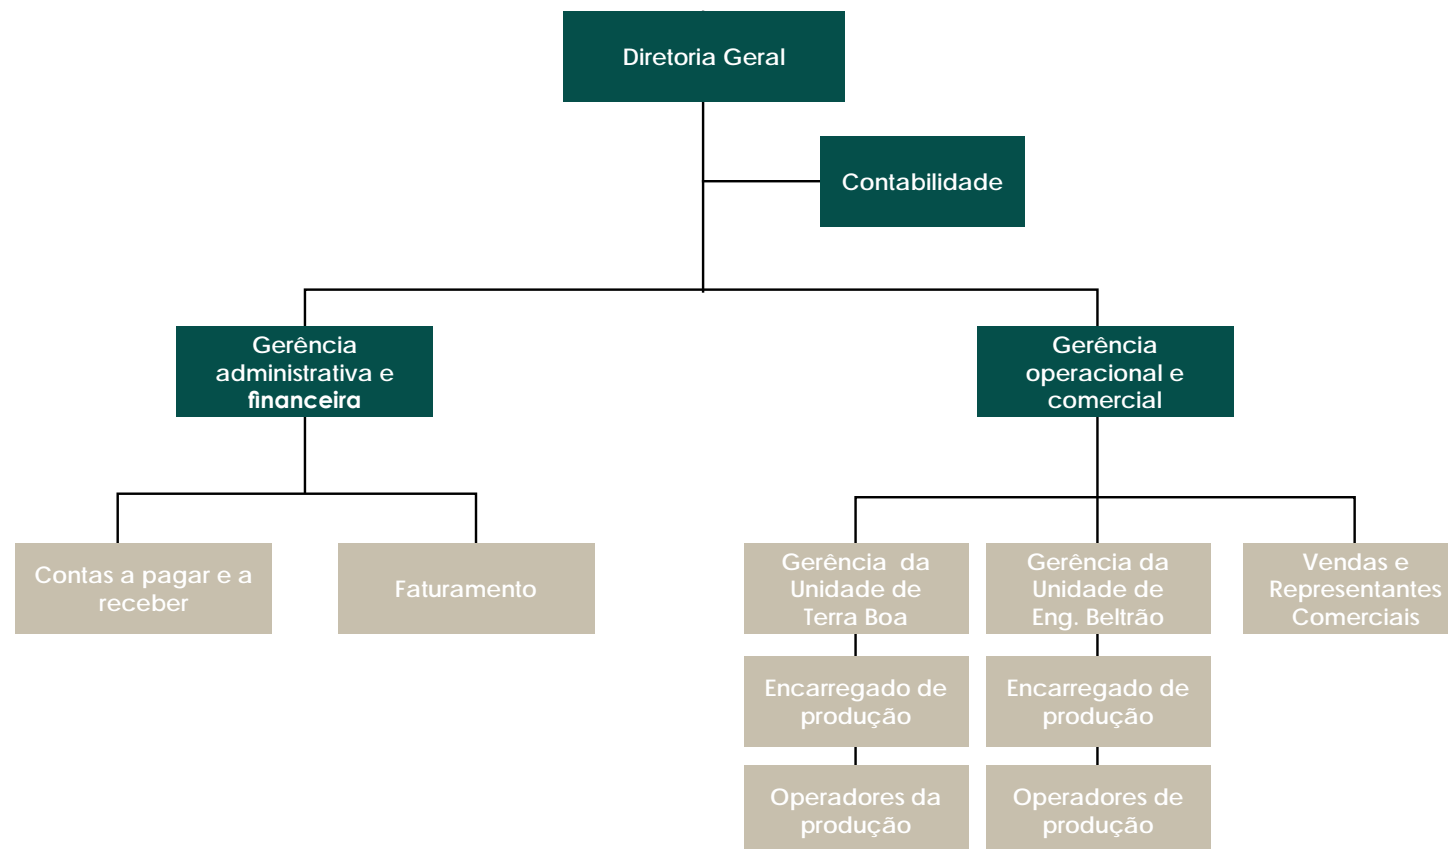 Diretoria Geral
Contabilidade
Gerência
administrativa e
financeira
Gerência
operacional e
comercial
Contas a pagar e a
receber
Faturamento
Gerência da
Unidade de
Terra Boa
Gerência da
Unidade de
Eng. Beltrão
Vendas e
Representantes
Comerciais
Encarregado de
produção
Encarregado de
produção
Operadores da
produção
Operadores de
produção